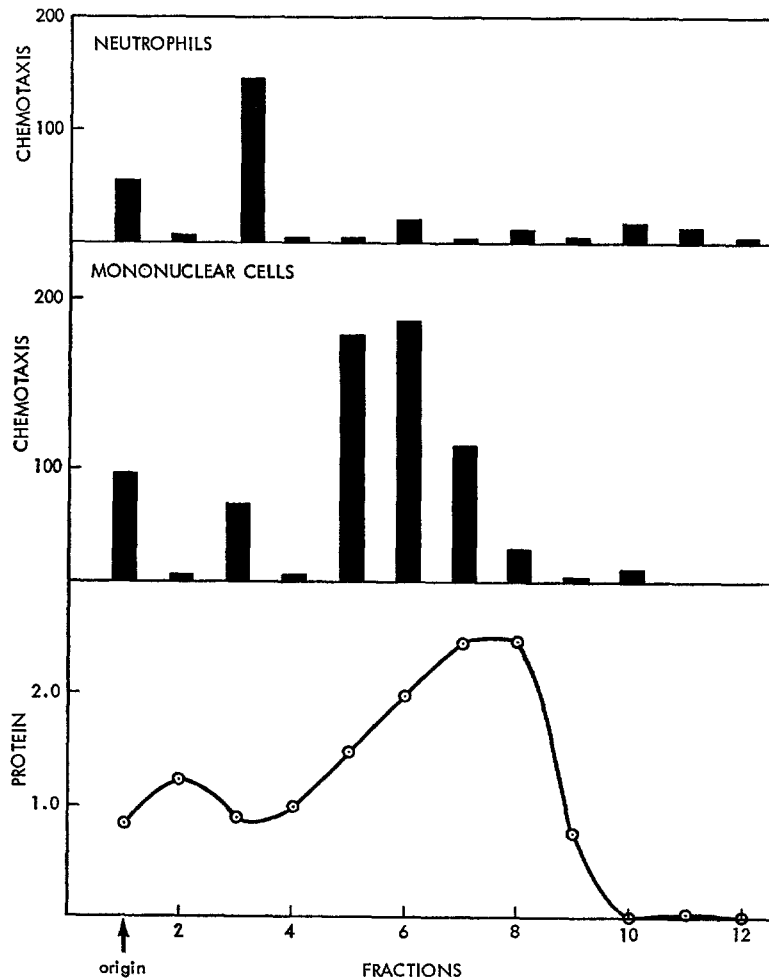 200
NEUTROPHILS
CHEMOTAXIS
100
MONONUCLEAR CELLS
200
CHEMOTAXIS
100
2.0
PROTEIN
1.0
2 4 6 8 10 12
origin
FRACTIONS